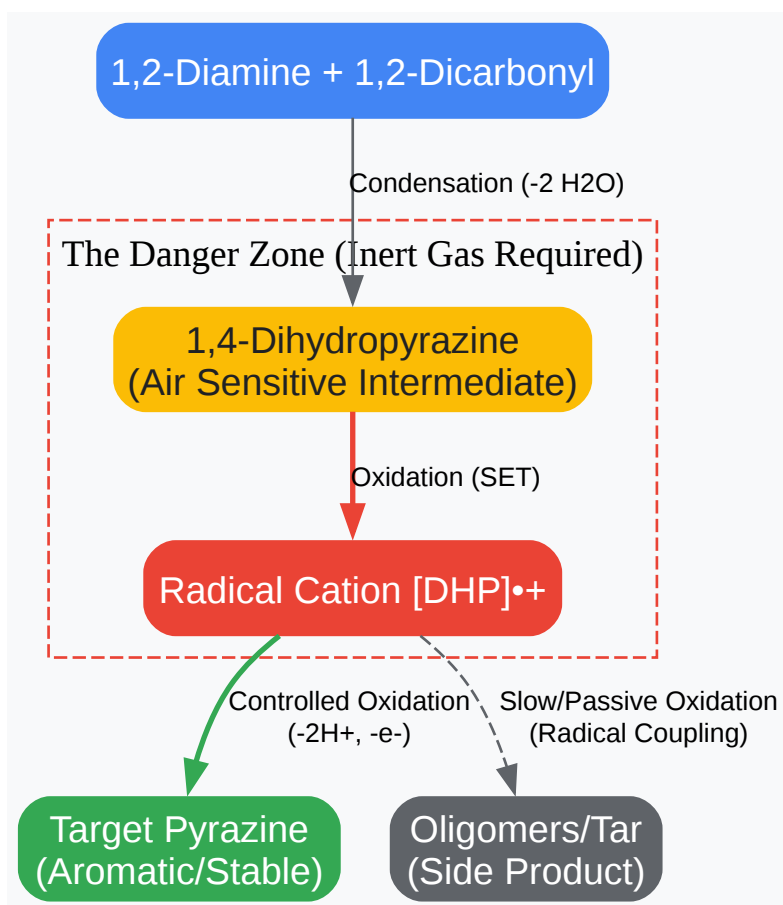 1,2-Diamine + 1,2-Dicarbonyl
Condensation (-2 H2O)
The Danger Zone (Inert Gas Required)
1,4-Dihydropyrazine
(Air Sensitive Intermediate)
Oxidation (SET)
Radical Cation [DHP]•+
Controlled Oxidation
(-2H+, -e-)
Slow/Passive Oxidation
(Radical Coupling)
Target Pyrazine
(Aromatic/Stable)
Oligomers/Tar
(Side Product)